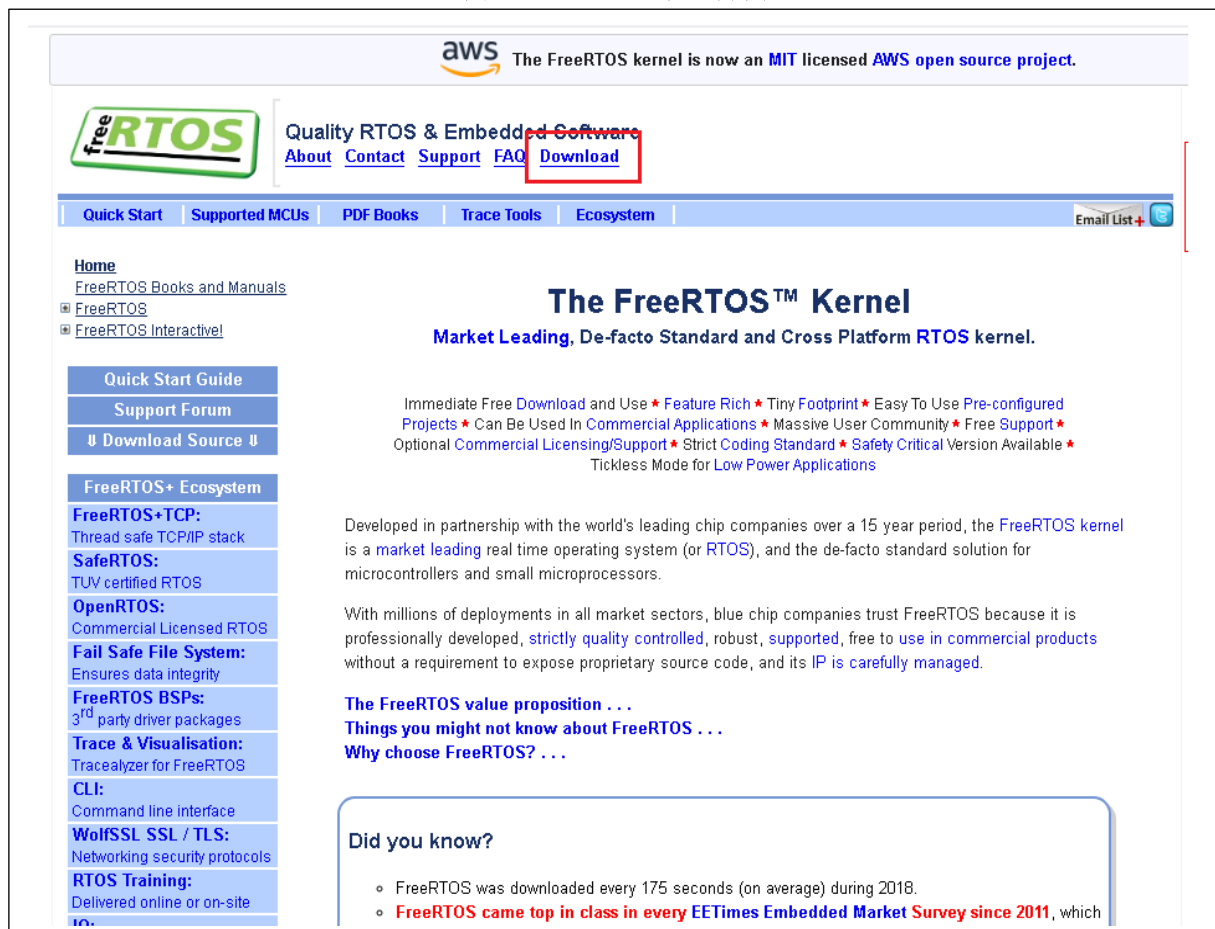 aws The FreeRTOS kernel is now an MIT licensed AWS open source project.
freeRTOS
Quality RTOS & Embedded Software
About Contact Support FAQ Download
Quick Start Supported MCUs PDF Books Trace Tools Ecosystem Email List +
Home
FreeRTOS Books and Manuals
FreeRTOS
FreeRTOS Interactive!
Quick Start Guide
Support Forum
⇓ Download Source ⇓
FreeRTOS+ Ecosystem
FreeRTOS+TCP:
Thread safe TCP/IP stack
SafeRTOS:
TUV certified RTOS
OpenRTOS:
Commercial Licensed RTOS
Fail Safe File System:
Ensures data integrity
FreeRTOS BSPs:
3rd party driver packages
Trace & Visualisation:
Tracealyzer for FreeRTOS
CLI:
Command line interface
WolfSSL SSL / TLS:
Networking security protocols
RTOS Training:
Delivered online or on-site
IO:
The FreeRTOS™ Kernel
Market Leading, De-facto Standard and Cross Platform RTOS kernel.
Immediate Free Download and Use ★ Feature Rich ★ Tiny Footprint ★ Easy To Use Pre-configured
Projects ★ Can Be Used In Commercial Applications ★ Massive User Community ★ Free Support ★
Optional Commercial Licensing/Support ★ Strict Coding Standard ★ Safety Critical Version Available ★
Tickless Mode for Low Power Applications
Developed in partnership with the world's leading chip companies over a 15 year period, the FreeRTOS kernel
is a market leading real time operating system (or RTOS), and the de-facto standard solution for
microcontrollers and small microprocessors.
With millions of deployments in all market sectors, blue chip companies trust FreeRTOS because it is
professionally developed, strictly quality controlled, robust, supported, free to use in commercial products
without a requirement to expose proprietary source code, and its IP is carefully managed.
The FreeRTOS value proposition . . .
Things you might not know about FreeRTOS . . .
Why choose FreeRTOS? . . .
Did you know?
FreeRTOS was downloaded every 175 seconds (on average) during 2018.
FreeRTOS came top in class in every EETimes Embedded Market Survey since 2011, which